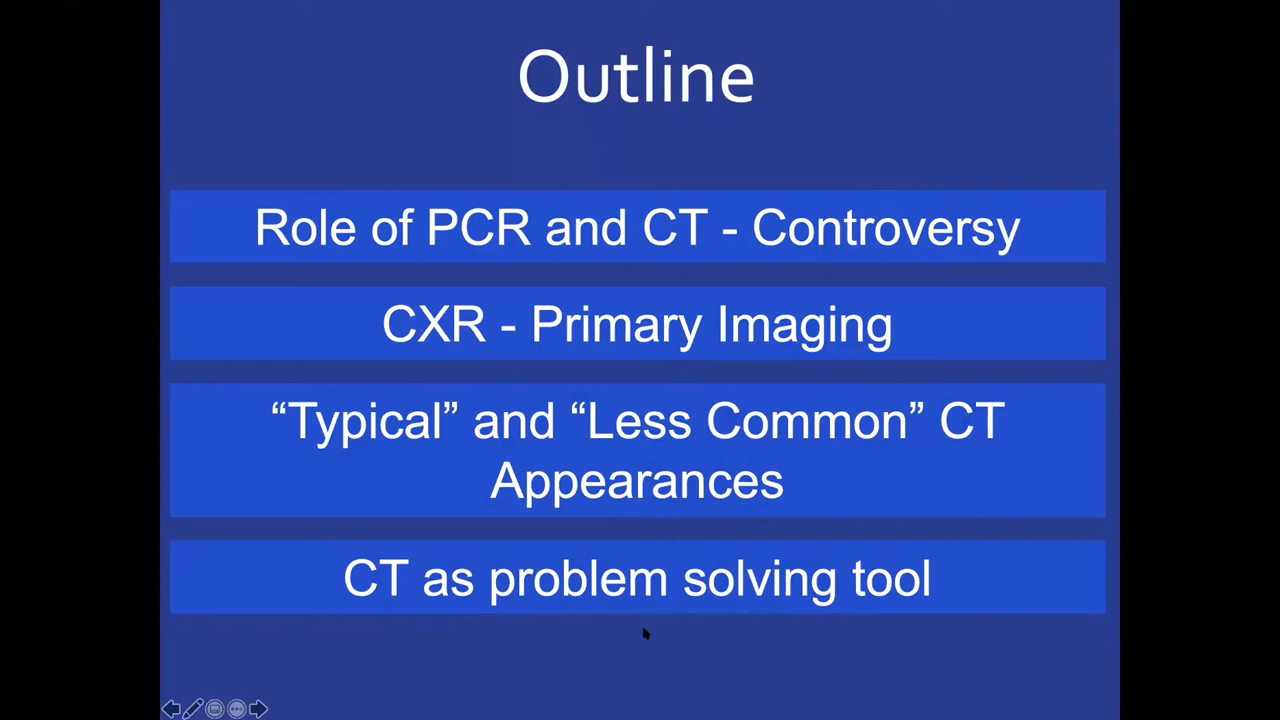 Outline
Role of PCR and CT - Controversy
CXR - Primary Imaging
“Typical” and “Less Common” CT
Appearances
CT as problem solving tool